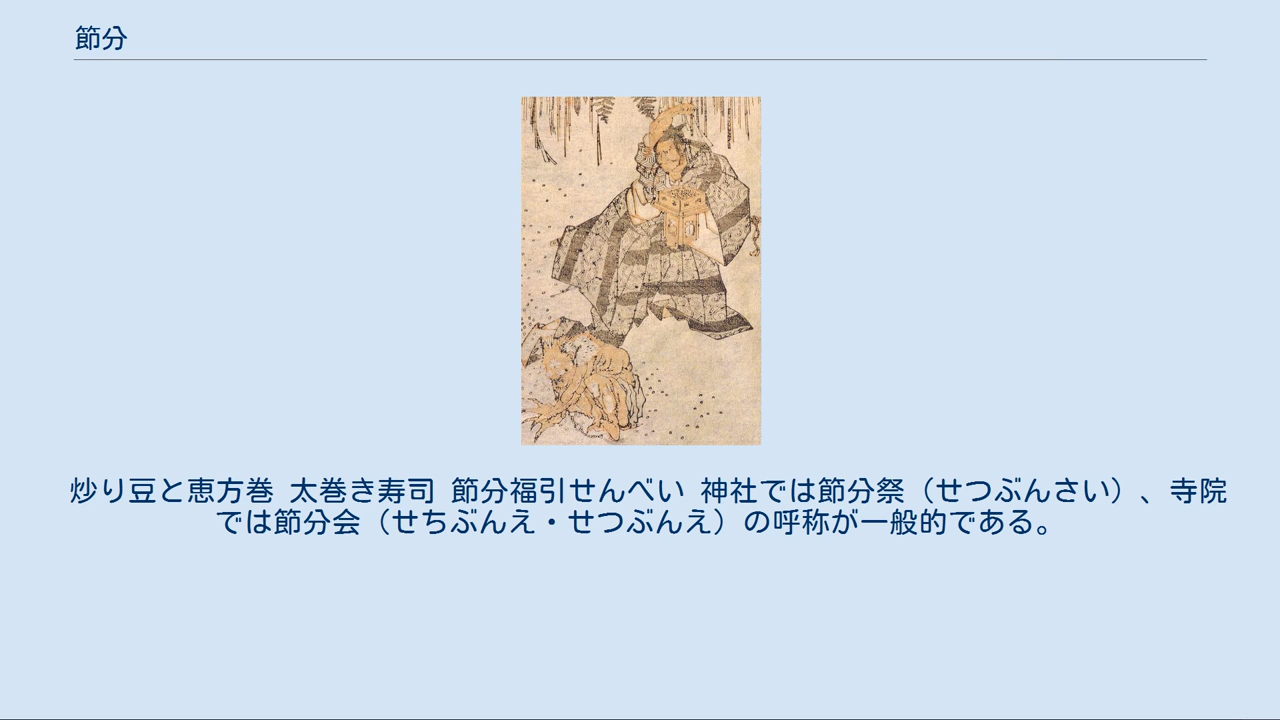 節分
炒り豆と恵方巻 太巻き寿司 節分福引せんべい 神社では節分祭（せつぶんさい）、寺院
では節分会（せちぶんえ・せつぶんえ）の呼称が一般的である。